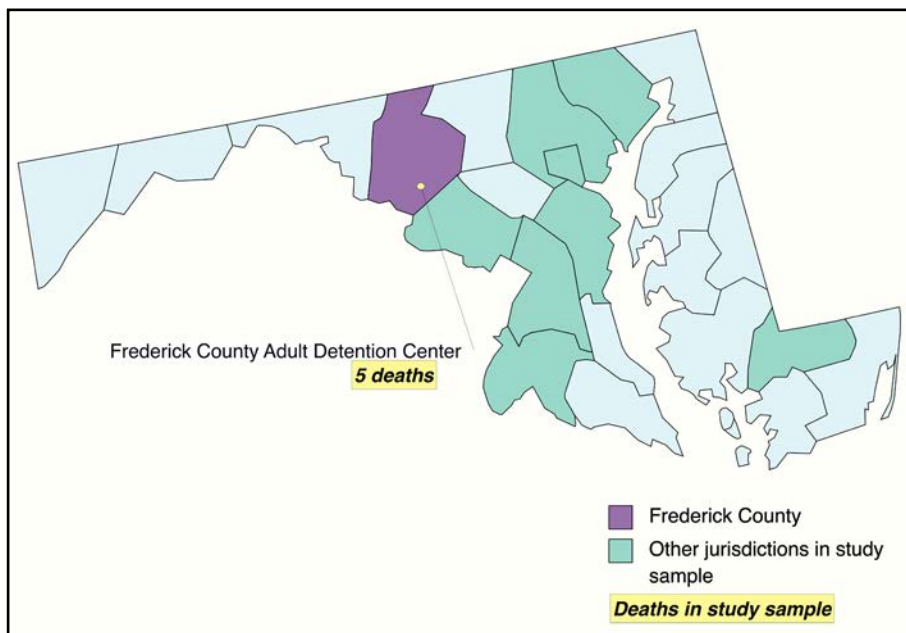 Frederick County Adult Detention Center
5 deaths
Frederick County
Other jurisdictions in study
sample
Deaths in study sample